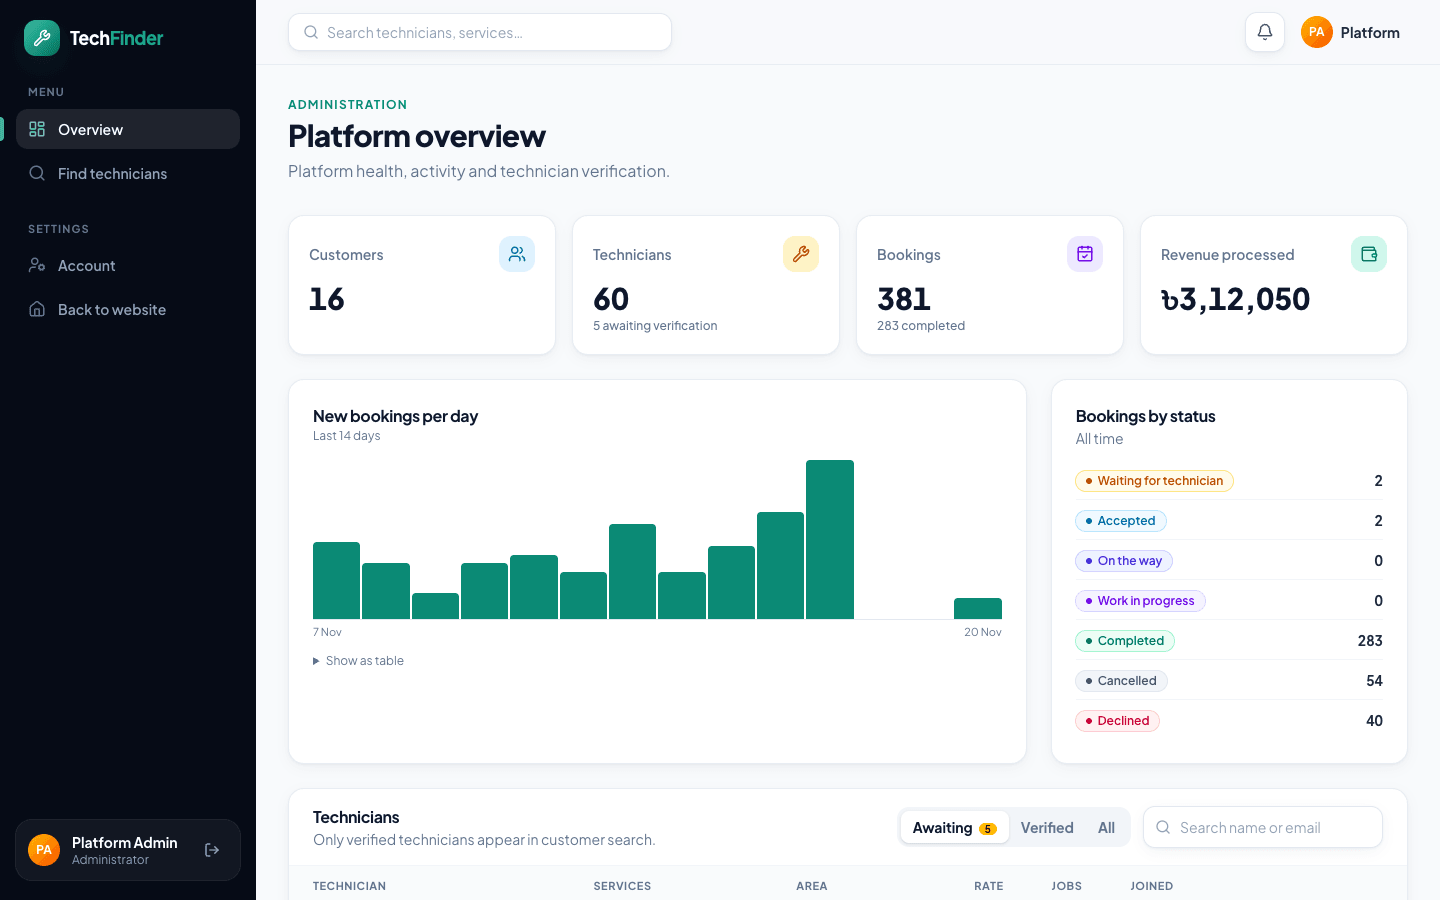 TechFinder
Search technicians, services...
PA
Platform
MENU
Overview
Find technicians
SETTINGS
Account
Back to website
ADMINISTRATION
Platform overview
Platform health, activity and technician verification.
Customers
16
Technicians
60
5 awaiting verification
Bookings
381
283 completed
Revenue processed
৳3,12,050
New bookings per day
Last 14 days
7 Nov
20 Nov
Show as table
Bookings by status
All time
Waiting for technician 2
Accepted 2
On the way 0
Work in progress 0
Completed 283
Cancelled 54
Declined 40
Technicians
Only verified technicians appear in customer search.
Awaiting 5 Verified All
Search name or email
TECHNICIAN SERVICES AREA RATE JOBS JOINED
PA
Platform Admin
Administrator